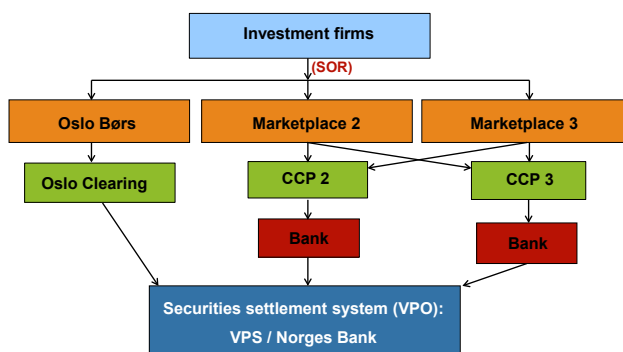 Investment firms
(SOR)
Oslo Børs
Marketplace 2
Marketplace 3
Oslo Clearing
CCP 2
CCP 3
Bank
Bank
Securities settlement system (VPO):
VPS / Norges Bank